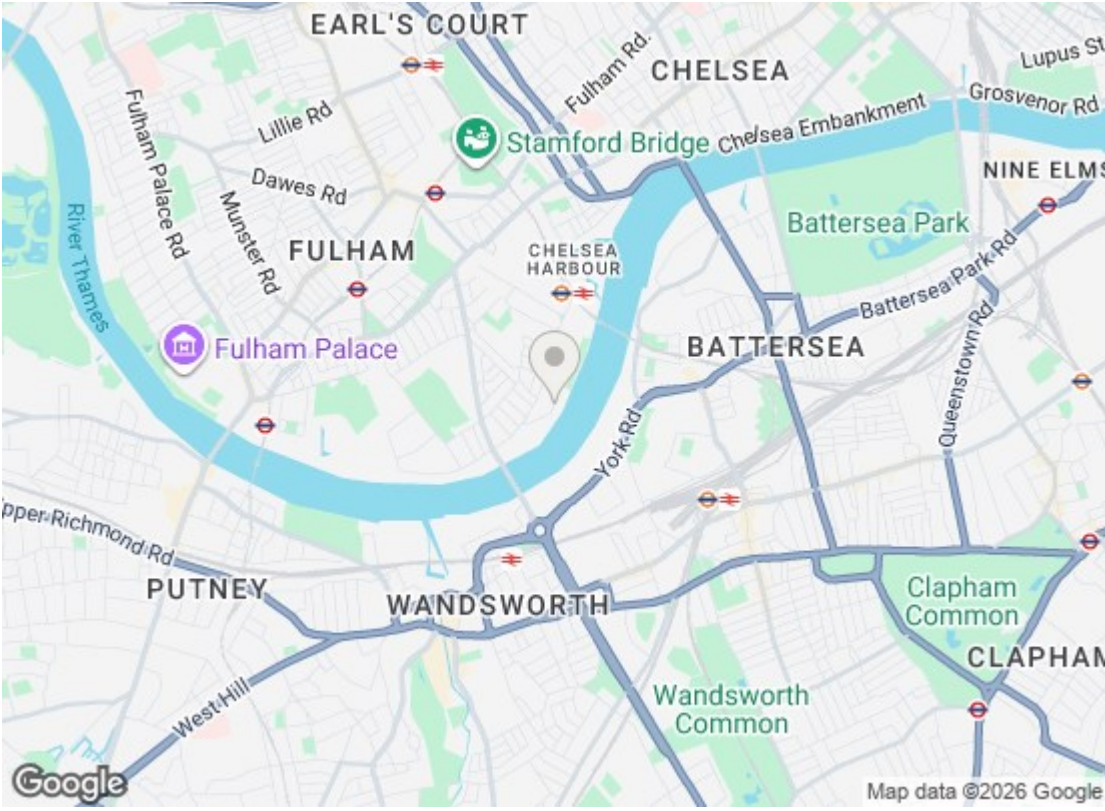 EARL'S COURT
Fulham Rd.
CHELSEA
Lupus St
Grosvenor Rd
Fulham Palace Rd
Lillie Rd
Stamford Bridge
Chelsea Embankment
NINE ELMS
Dawes Rd
Munster Rd
River Thames
FULHAM
CHELSEA
HARBOUR
Battersea Park
Battersea Park Rd
Fulham Palace
BATTERSEA
Queenstown Rd
York Rd
pper Richmond Rd
PUTNEY
WANDSWORTH
Clapham
Common
CLAPHAM
West Hill
Wandsworth
Common
Google
Map data ©2026 Google